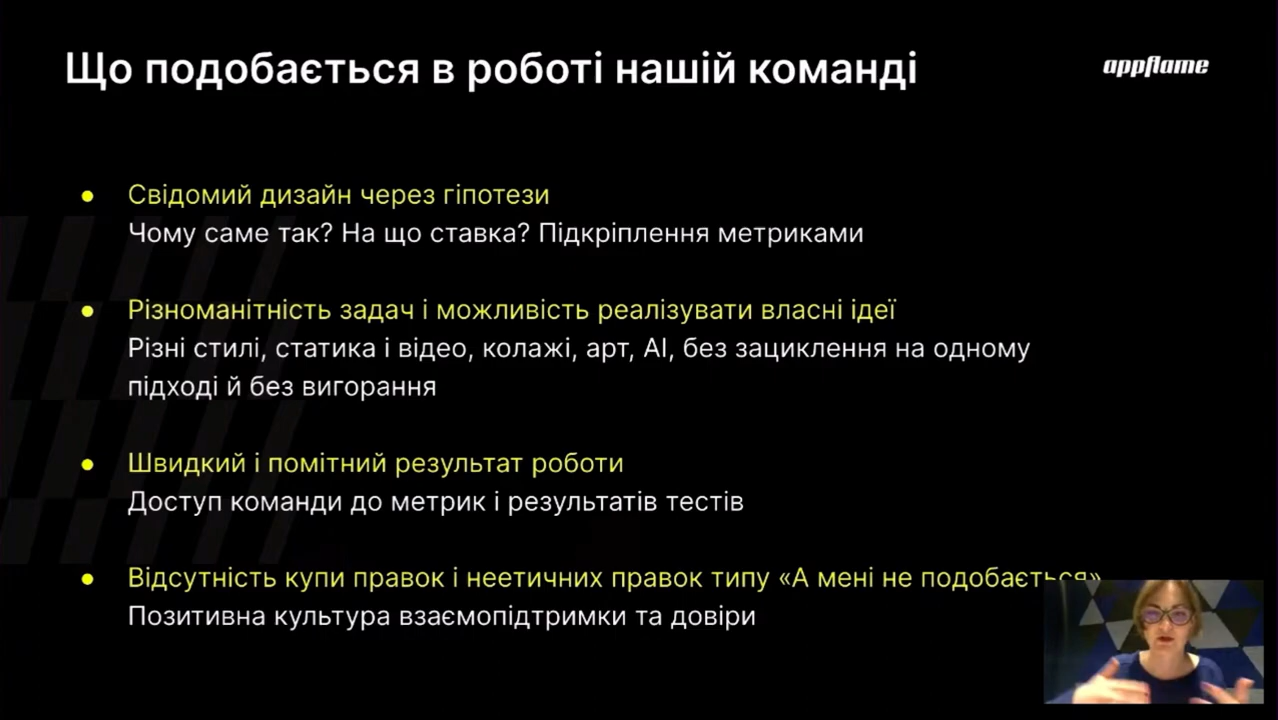 Що подобається в роботі нашій команді
appflame
Свідомий дизайн через гіпотези
Чому саме так? На що ставка? Підкріплення метриками
Різноманітність задач і можливість реалізувати власні ідеї
Різні стилі, статика і відео, колажі, арт, AI, без зациклення на одному
підході й без вигорання
Швидкий і помітний результат роботи
Доступ команди до метрик і результатів тестів
Відсутність купи правок і неетичних правок типу «А мені не подобається»
Позитивна культура взаємопідтримки та довіри